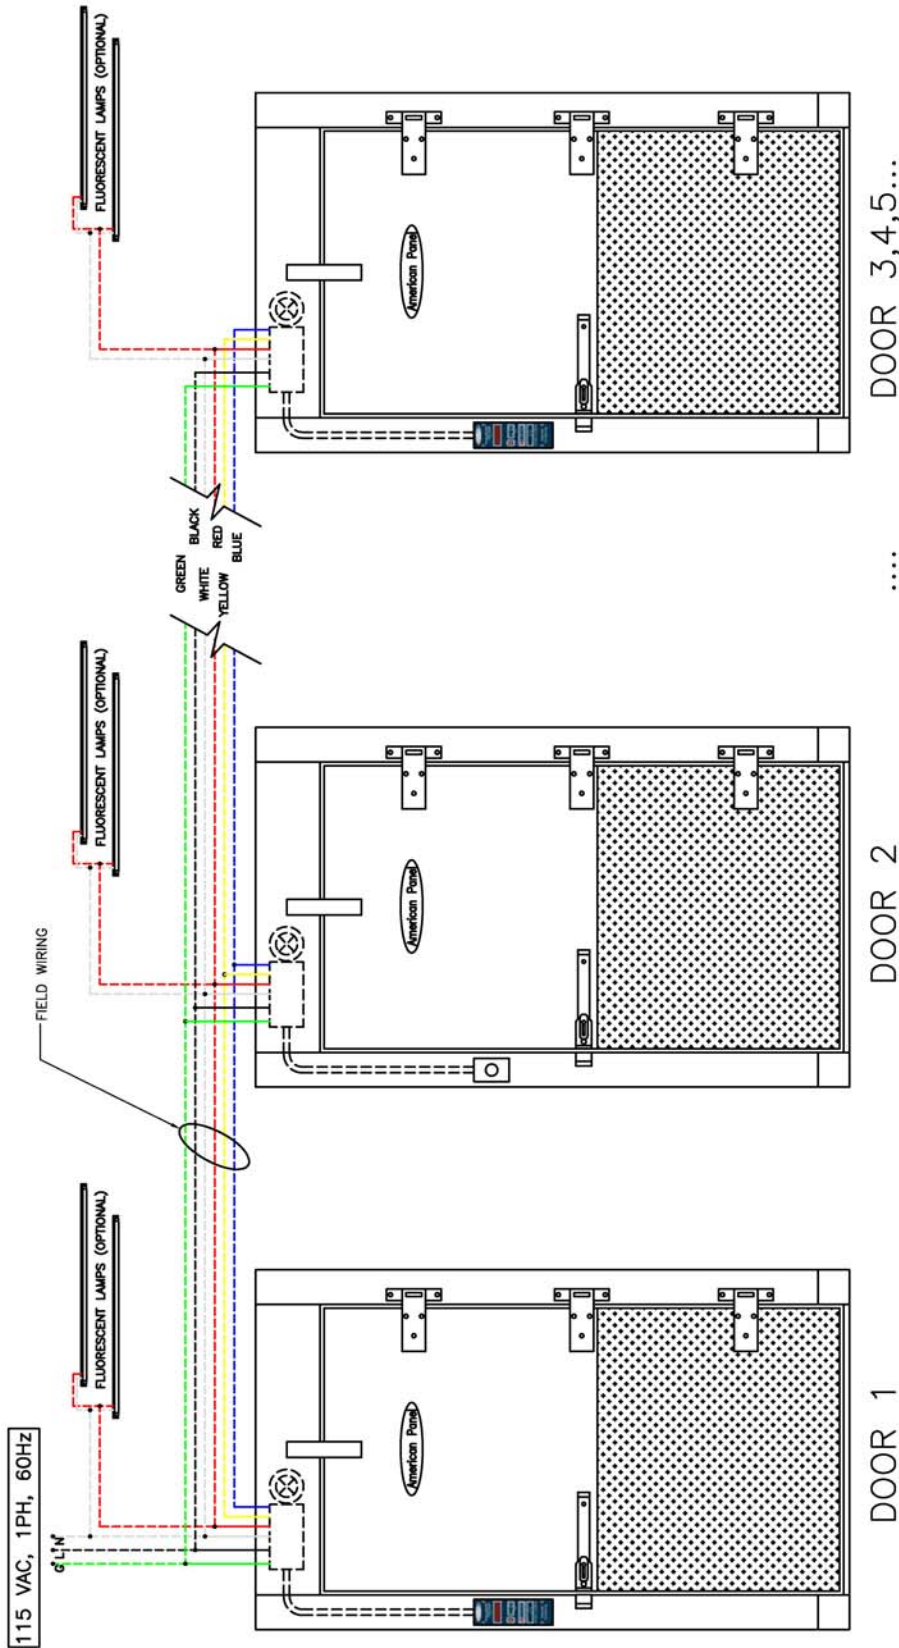 115 VAC, 1PH, 60Hz
G L N
FLUORESCENT LAMPS (OPTIONAL)
FLUORESCENT LAMPS (OPTIONAL)
FLUORESCENT LAMPS (OPTIONAL)
FIELD WIRING
GREEN
BLACK
WHITE
RED
YELLOW
BLUE
American Panel
American Panel
American Panel
DOOR 1
DOOR 2
....
DOOR 3,4,5...